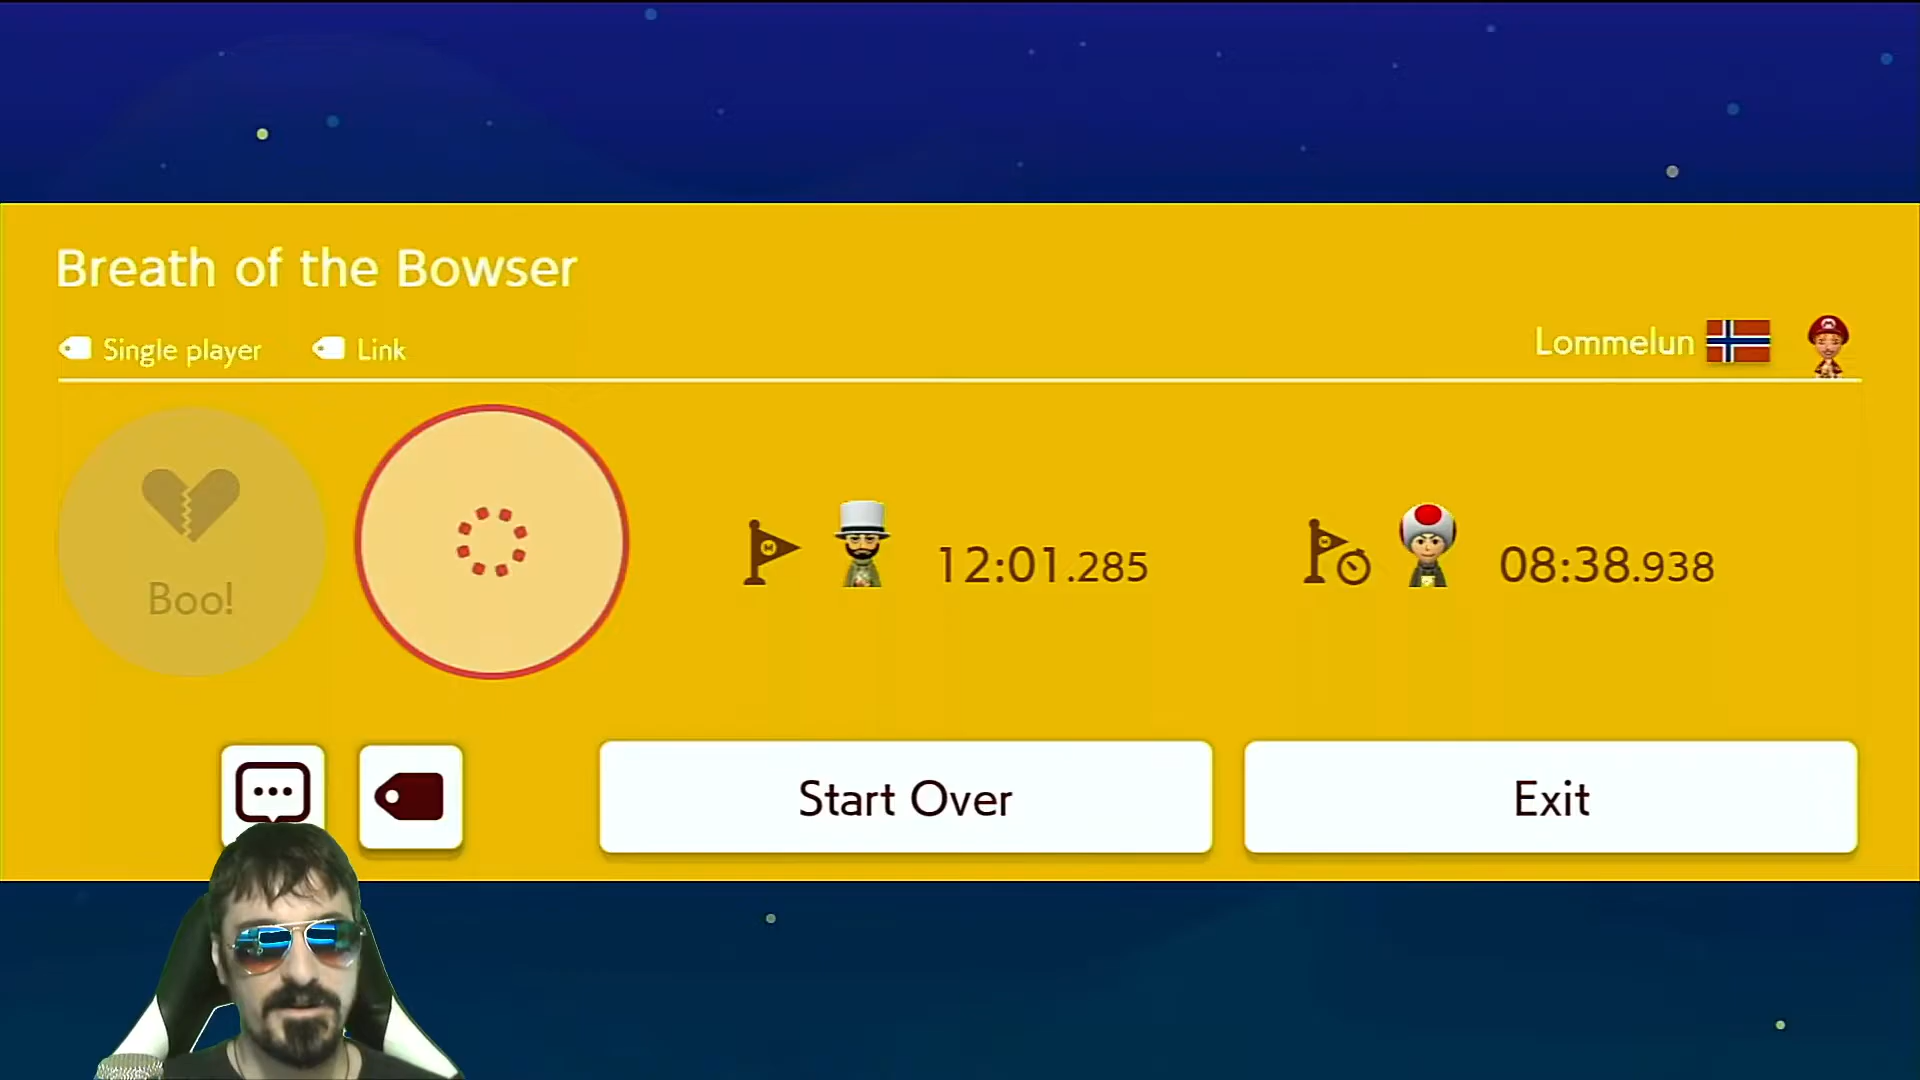 Breath of the Bowser
Single player Link
Lommelun
Boo!
12:01.285
08:38.938
Start Over
Exit